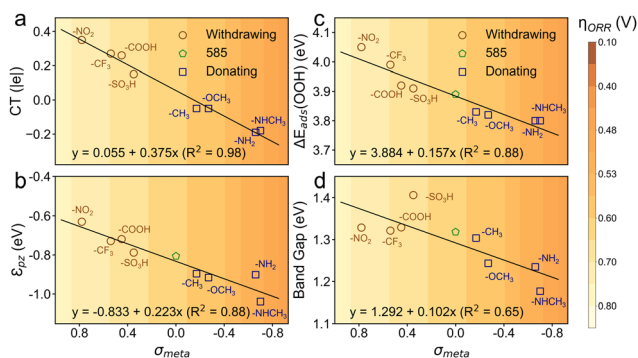 a
CT (|e|)
0.4
0.2
0.0
−0.2
-NO₂
-COOH
-CF₃
-SO₃H
Withdrawing
585
Donating
-CH₃
-OCH₃
-NHCH₃
-NH₂
y = 0.055 + 0.375x (R² = 0.98)
c
ΔE_ads(OOH) (eV)
4.1
4.0
3.9
3.8
3.7
-NO₂
-CF₃
-COOH
-SO₃H
Withdrawing
585
Donating
-CH₃
-OCH₃
-NHCH₃
-NH₂
y = 3.884 + 0.157x (R² = 0.88)
b
ε_pz (eV)
−0.4
−0.6
−0.8
−1.0
-NO₂
-COOH
-CF₃
-SO₃H
-CH₃
-OCH₃
-NH₂
-NHCH₃
y = −0.833 + 0.223x (R² = 0.88)
0.8 0.4 0.0 -0.4 -0.8
σ_meta
d
Band Gap (eV)
1.4
1.3
1.2
1.1
-SO₃H
-COOH
-NO₂
-CF₃
-CH₃
-OCH₃
-NH₂
-NHCH₃
y = 1.292 + 0.102x (R² = 0.65)
0.8 0.4 0.0 -0.4 -0.8
σ_meta
η_ORR (V)
0.10
0.40
0.48
0.53
0.60
0.70
0.80